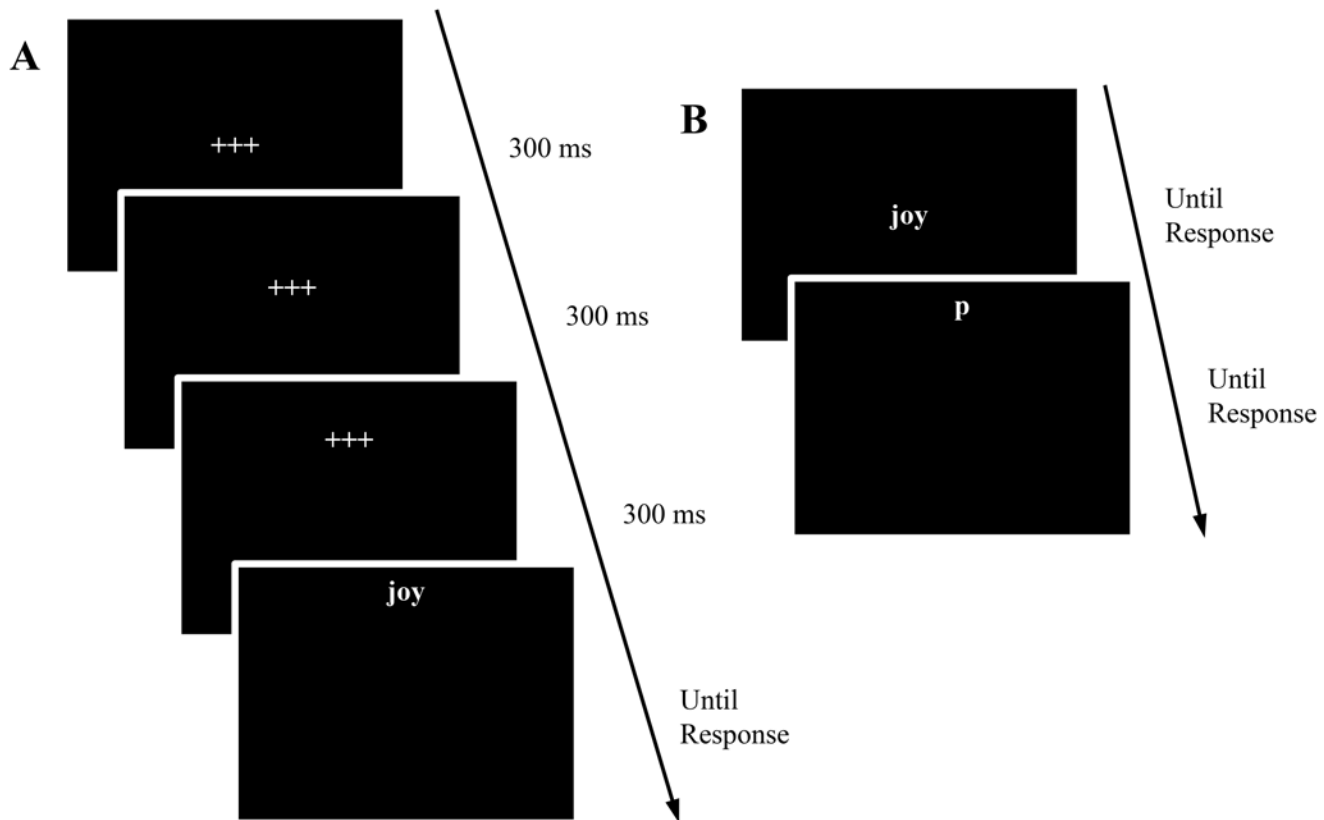 A
+++
300 ms
+++
300 ms
+++
300 ms
joy
Until
Response
B
joy
Until
Response
p
Until
Response